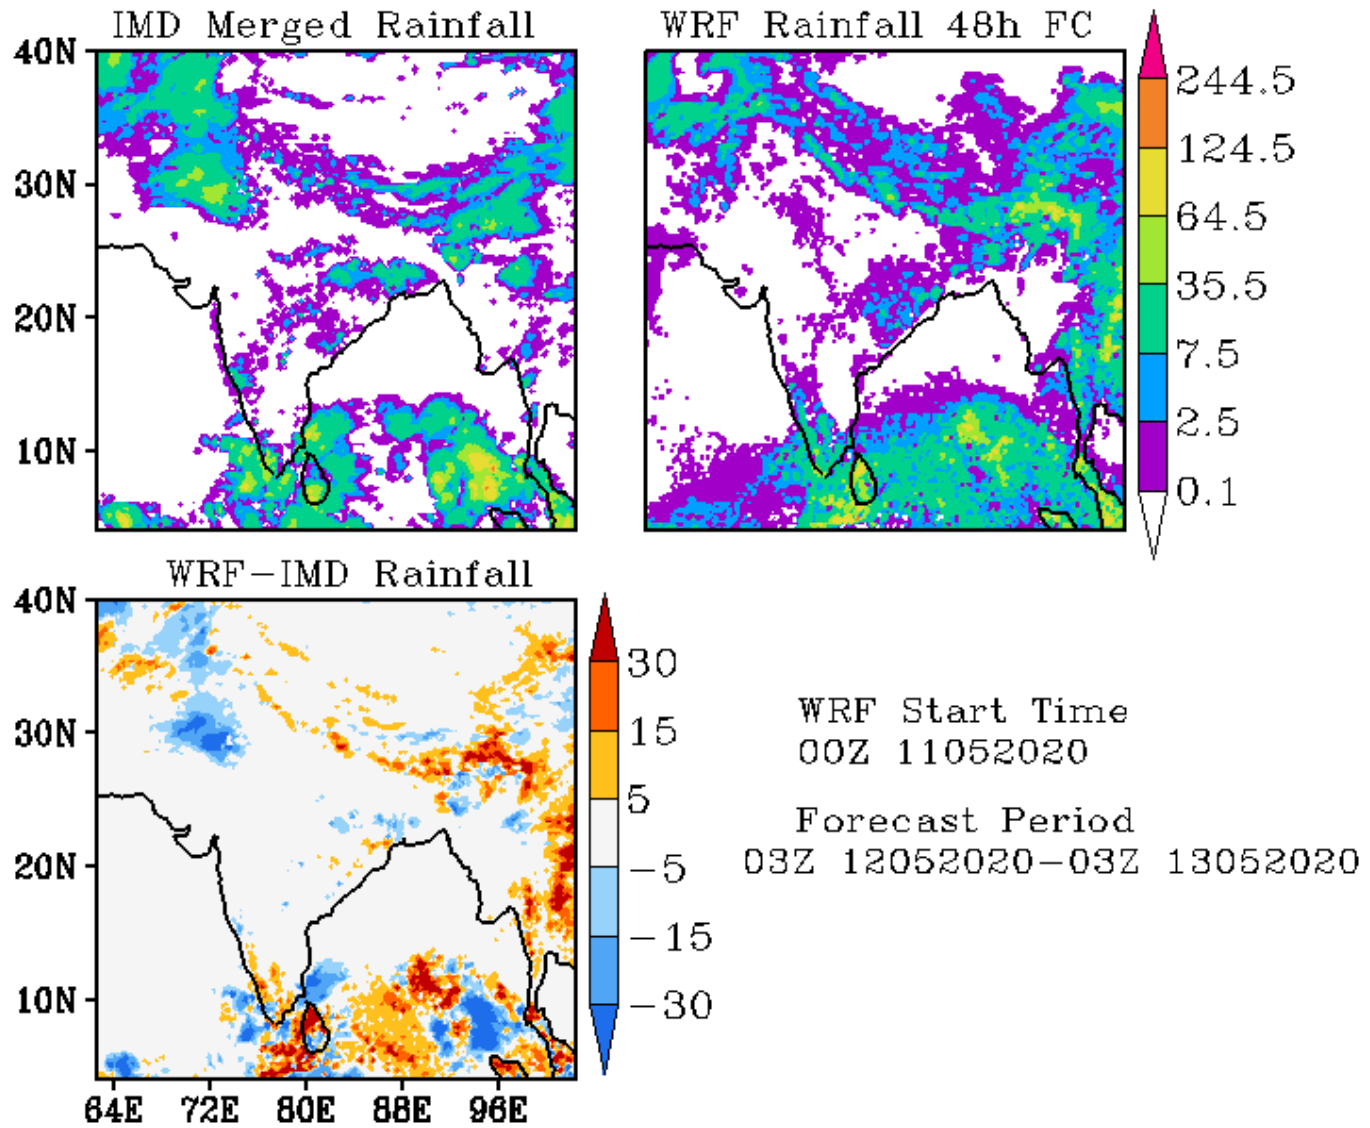 IMD Merged Rainfall
WRF Rainfall 48h FC
40N
30N
20N
10N
244.5
124.5
64.5
35.5
7.5
2.5
0.1
WRF-IMD Rainfall
40N
30N
20N
10N
64E 72E 80E 88E 96E
30
15
5
-5
-15
-30
WRF Start Time
00Z 11052020
Forecast Period
03Z 12052020-03Z 13052020